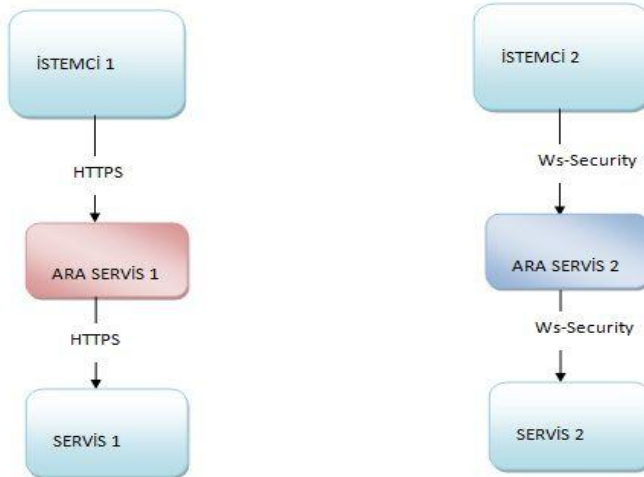 İSTEMCİ 1
HTTPS
ARA SERVİS 1
HTTPS
SERVİS 1
İSTEMCİ 2
Ws-Security
ARA SERVİS 2
Ws-Security
SERVİS 2